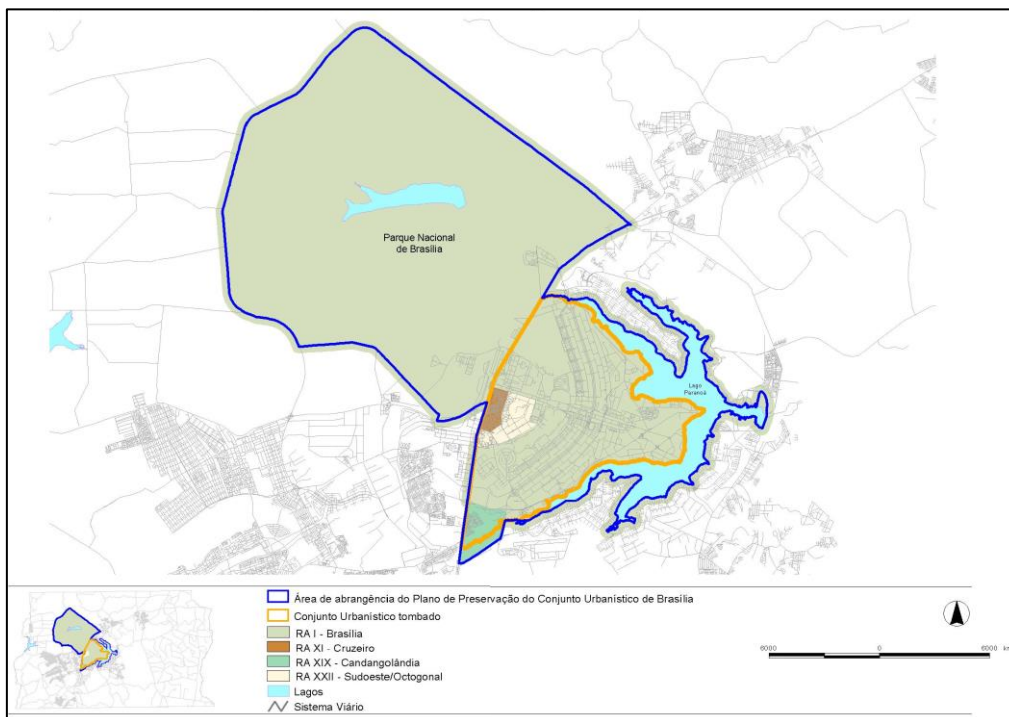 Parque Nacional
de Brasília
Lago
Paranoá
Área de abrangência do Plano de Preservação do Conjunto Urbanístico de Brasília
Conjunto Urbanístico tombado
RA I - Brasília
RA XI - Cruzeiro
RA XIX - Candangolândia
RA XXII - Sudoeste/Octogonal
Lagos
Sistema Viário
6000 0 6000 km